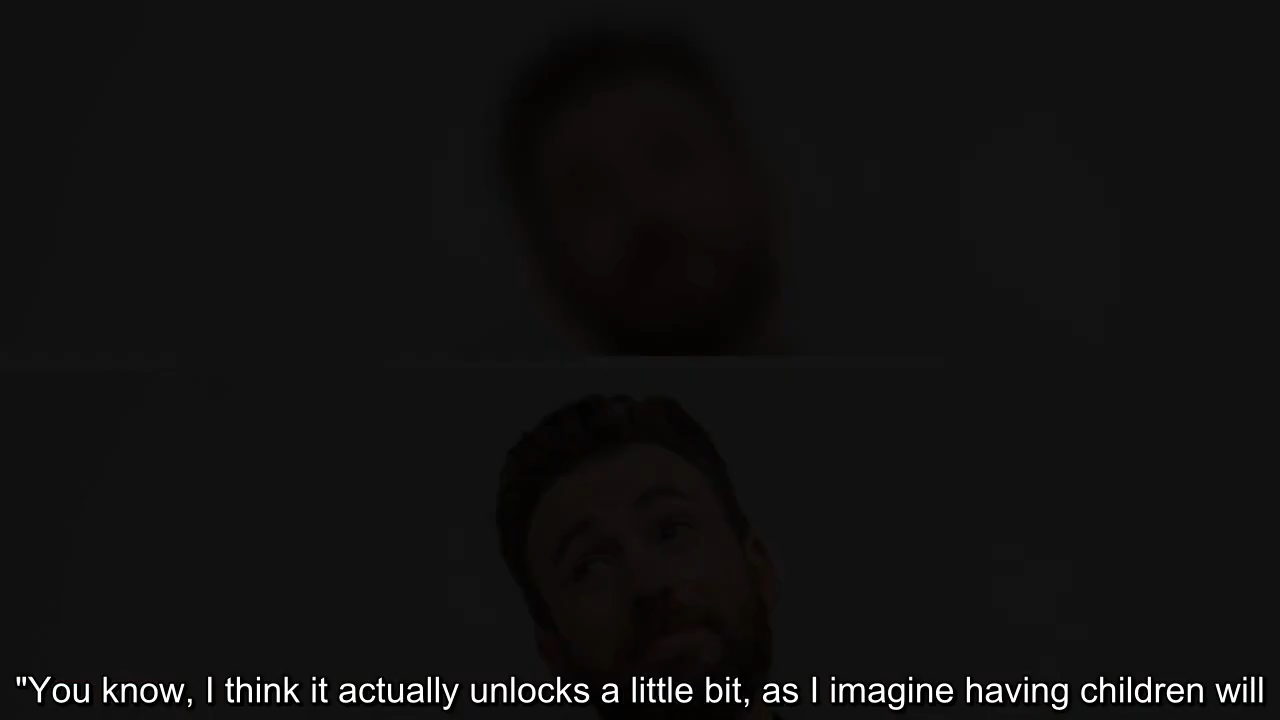 "You know, I think it actually unlocks a little bit, as I imagine having children will